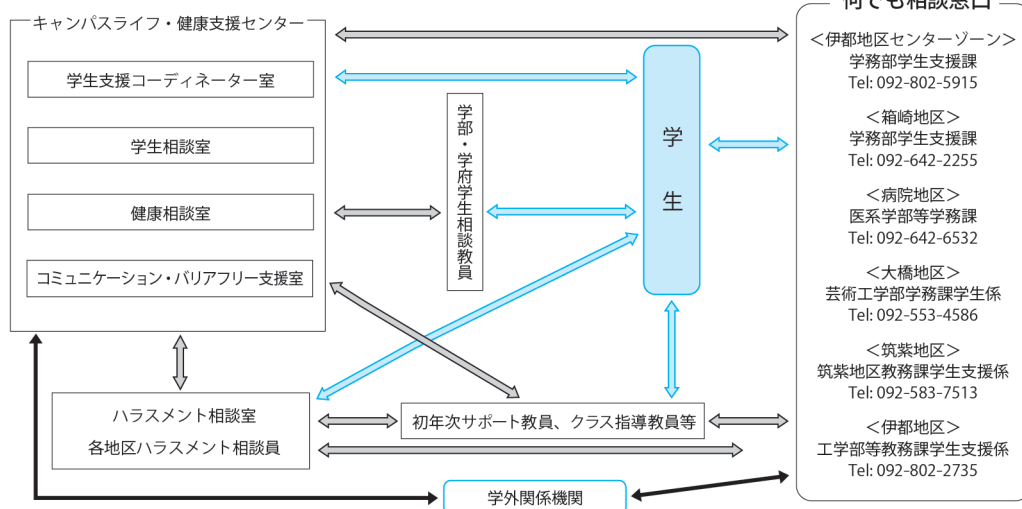 キャンパスライフ・健康支援センター
学生支援コーディネーター室
学生相談室
健康相談室
コミュニケーション・バリアフリー支援室
学部・学府学生相談教員
学生
ハラスメント相談室
各地区ハラスメント相談員
初年次サポート教員、クラス指導教員等
学外関係機関
何でも相談窓口
＜伊都地区センターゾーン＞
学務部学生支援課
Tel: 092-802-5915
＜箱崎地区＞
学務部学生支援課
Tel: 092-642-2255
＜病院地区＞
医系学部等学務課
Tel: 092-642-6532
＜大橋地区＞
芸術工学部学務課学生係
Tel: 092-553-4586
＜筑紫地区＞
筑紫地区教務課学生支援係
Tel: 092-583-7513
＜伊都地区＞
工学部等教務課学生支援係
Tel: 092-802-2735